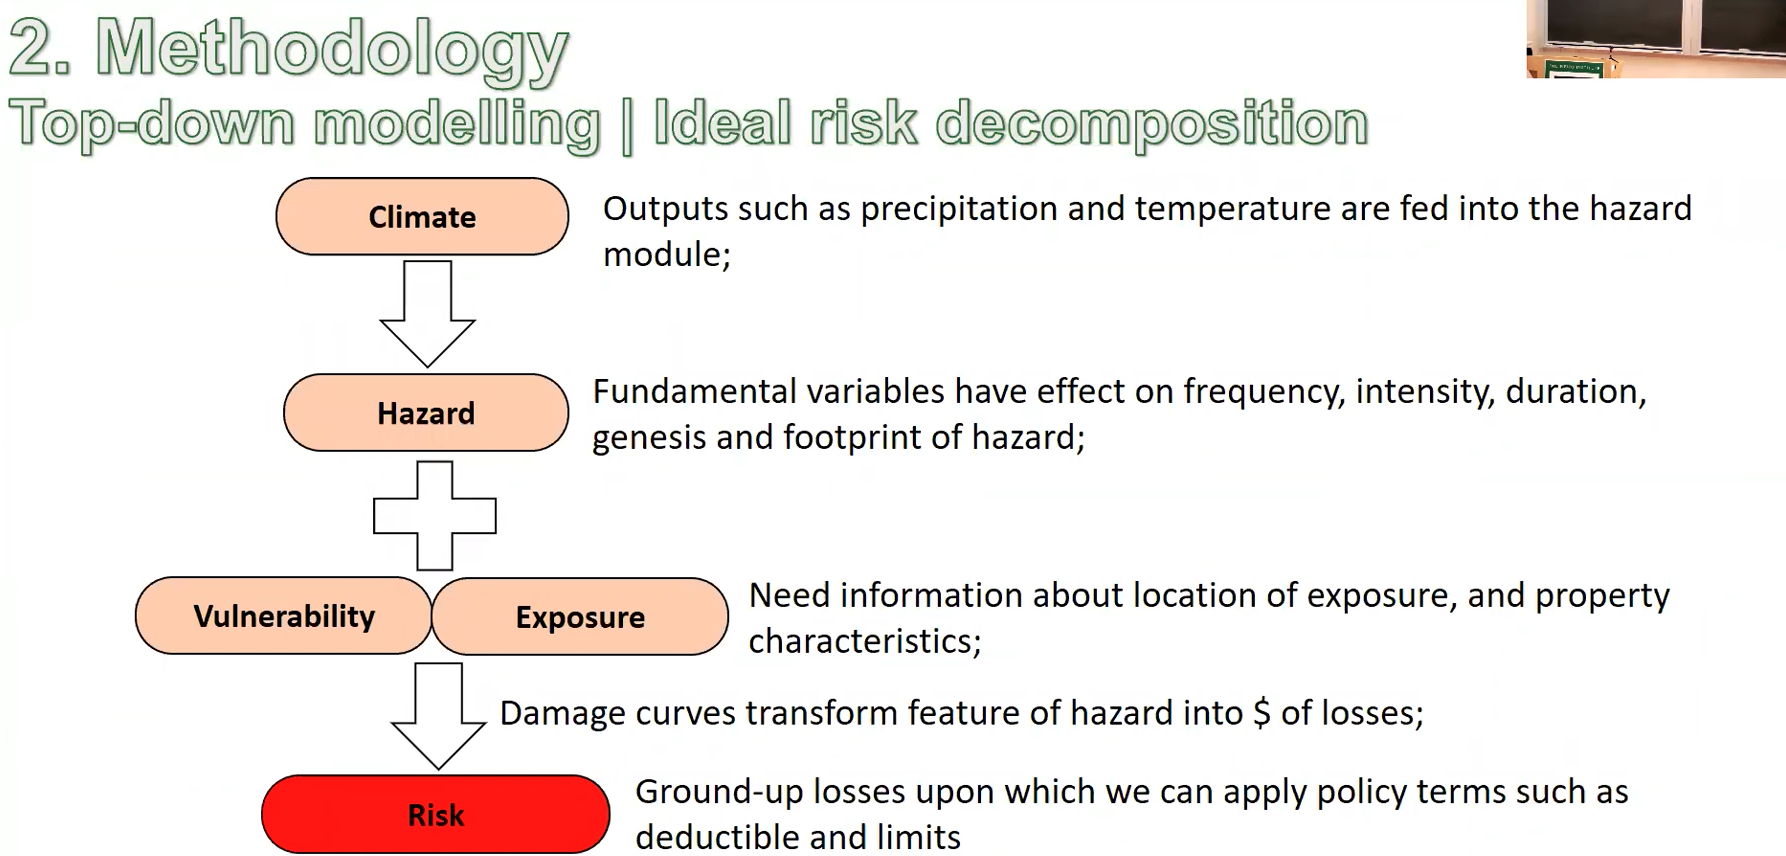 2. Methodology
Top-down modelling | Ideal risk decomposition
Climate
Outputs such as precipitation and temperature are fed into the hazard
module;
Hazard
Fundamental variables have effect on frequency, intensity, duration,
genesis and footprint of hazard;
Vulnerability
Exposure
Need information about location of exposure, and property
characteristics;
Damage curves transform feature of hazard into $ of losses;
Risk
Ground-up losses upon which we can apply policy terms such as
deductible and limits